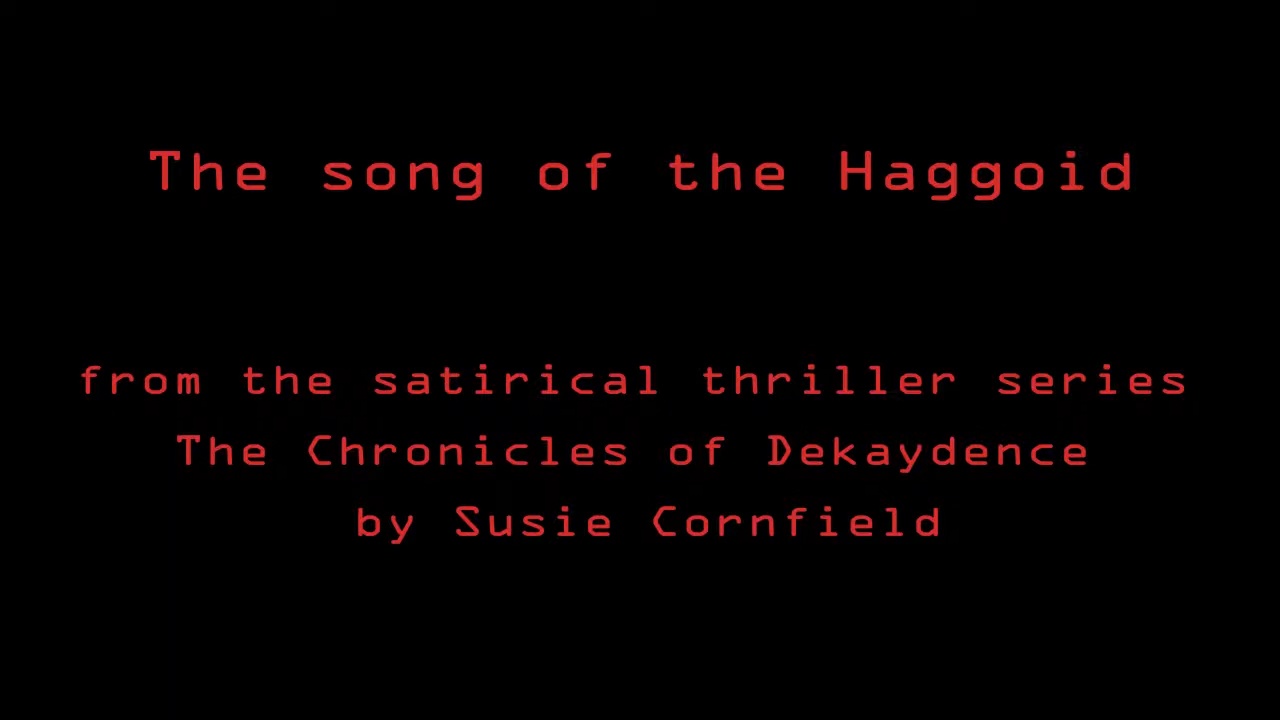 The song of the Haggoid
from the satirical thriller series
The Chronicles of Dekaydence
by Susie Cornfield